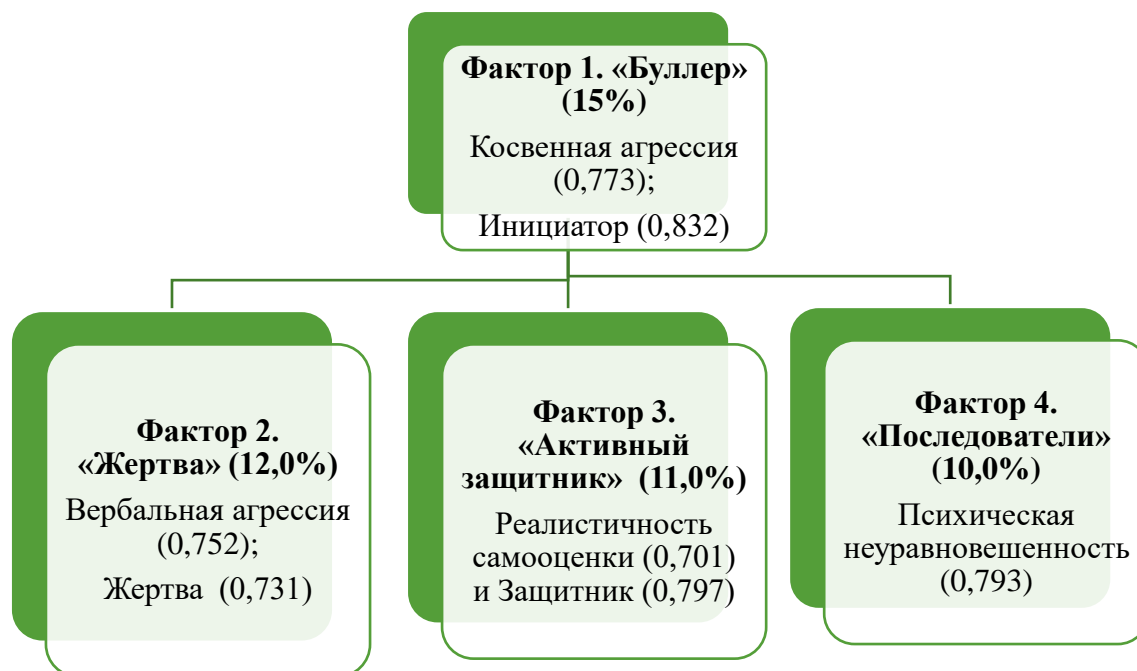 Фактор 1. «Буллер»
(15%)
Косвенная агрессия
(0,773);
Инициатор (0,832)
Фактор 2.
«Жертва» (12,0%)
Вербальная агрессия
(0,752);
Жертва (0,731)
Фактор 3.
«Активный
защитник» (11,0%)
Реалистичность
самооценки (0,701)
и Защитник (0,797)
Фактор 4.
«Последователи»
(10,0%)
Психическая
неуравновешенность
(0,793)